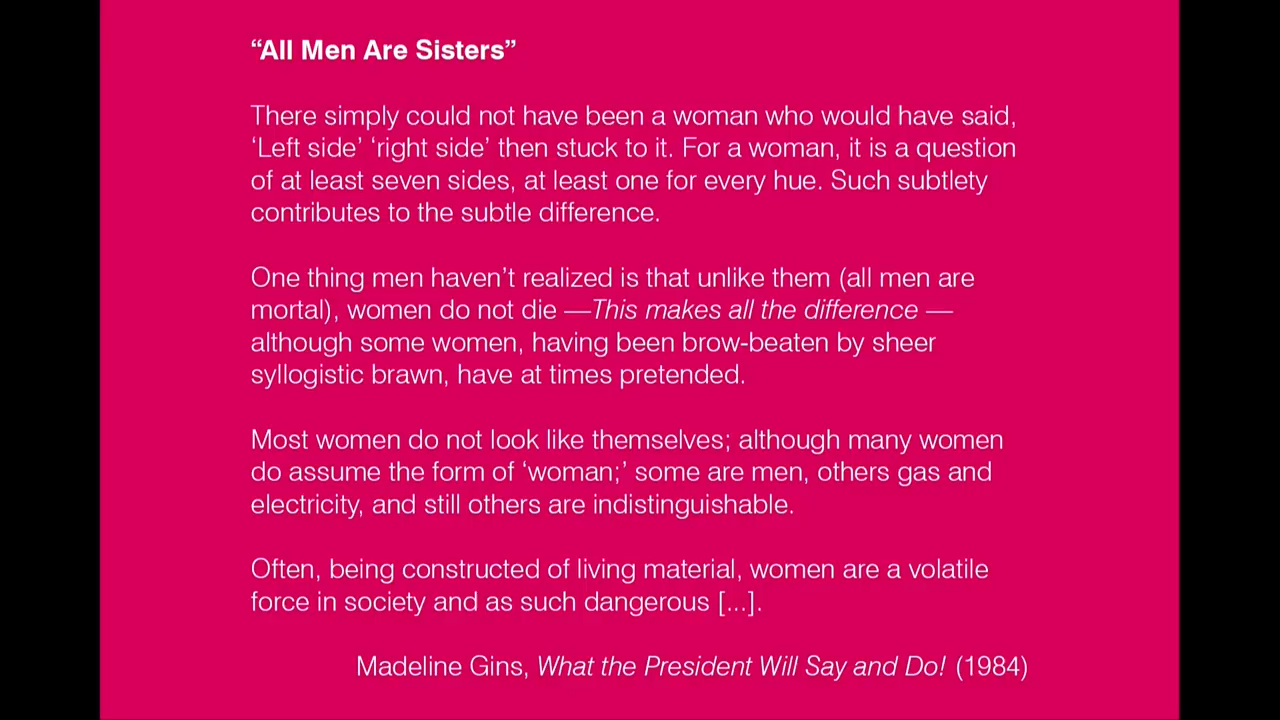 “All Men Are Sisters”
There simply could not have been a woman who would have said,
‘Left side’ ‘right side’ then stuck to it. For a woman, it is a question
of at least seven sides, at least one for every hue. Such subtlety
contributes to the subtle difference.
One thing men haven’t realized is that unlike them (all men are
mortal), women do not die —This makes all the difference —
although some women, having been brow-beaten by sheer
syllogistic brawn, have at times pretended.
Most women do not look like themselves; although many women
do assume the form of ‘woman;’ some are men, others gas and
electricity, and still others are indistinguishable.
Often, being constructed of living material, women are a volatile
force in society and as such dangerous [...].
Madeline Gins, What the President Will Say and Do! (1984)